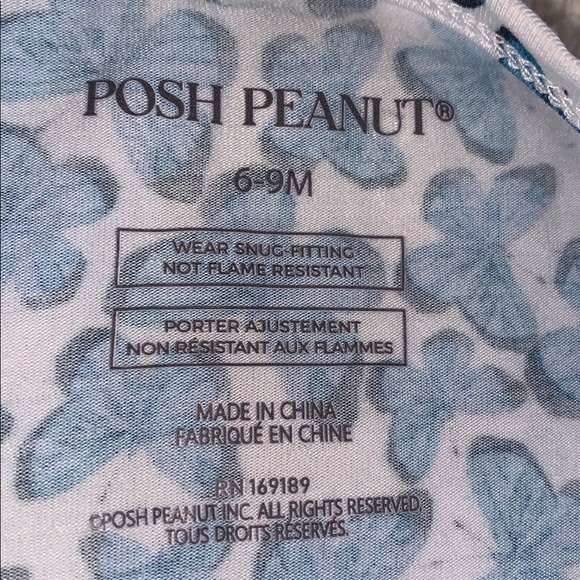 POSH PEANUT®
6-9M
WEAR SNUG-FITTING
NOT FLAME RESISTANT
PORTER AJUSTEMENT
NON RÉSISTANT AUX FLAMMES
MADE IN CHINA
FABRIQUÉ EN CHINE
RN 169189
©POSH PEANUT INC. ALL RIGHTS RESERVED.
TOUS DROITS RÉSERVÉS.